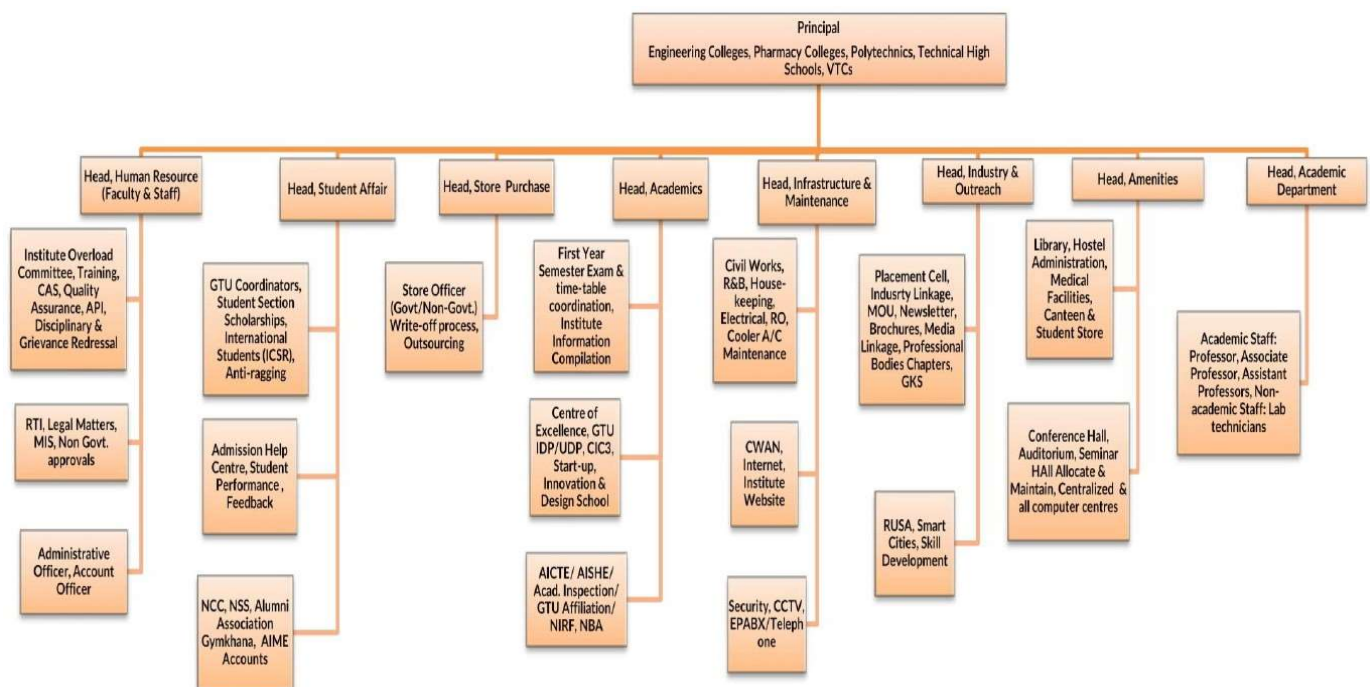 Principal
Engineering Colleges, Pharmacy Colleges, Polytechnics, Technical High
Schools, VTCs
Head, Human Resource
(Faculty & Staff)
Head, Student Affair
Head, Store Purchase
Head, Academics
Head, Infrastructure &
Maintenance
Head, Industry &
Outreach
Head, Amenities
Head, Academic
Department
Institute Overload
Committee, Training,
CAS, Quality
Assurance, API,
Disciplinary &
Grievance Redressal
RTI, Legal Matters,
MIS, Non Govt.
approvals
Administrative
Officer, Account
Officer
GTU Coordinators,
Student Section
Scholarships,
International
Students (ICSR),
Anti-ragging
Admission Help
Centre, Student
Performance ,
Feedback
NCC, NSS, Alumni
Association
Gymkhana, AIME
Accounts
Store Officer
(Govt/Non-Govt.)
Write-off process,
Outsourcing
First Year
Semester Exam &
time-table
coordination,
Institute
Information
Compilation
Centre of
Excellence, GTU
IDP/UDP, CIC3,
Start-up,
Innovation &
Design School
AICTE/ AISHE/
Acad. Inspection/
GTU Affiliation/
NIRF, NBA
Civil Works,
R&B, House-
keeping,
Electrical, RO,
Cooler A/C
Maintenance
CWAN,
Internet,
Institute
Website
Security, CCTV,
EPABX/Teleph
one
Placement Cell,
Indusrty Linkage,
MOU, Newsletter,
Brochures, Media
Linkage, Professional
Bodies Chapters,
GKS
RUSA, Smart
Cities, Skill
Development
Library, Hostel
Administration,
Medical
Facilities,
Canteen &
Student Store
Conference Hall,
Auditorium, Seminar
HAll Allocate &
Maintain, Centralized &
all computer centres
Academic Staff:
Professor, Associate
Professor, Assistant
Professors, Non-
academic Staff: Lab
technicians